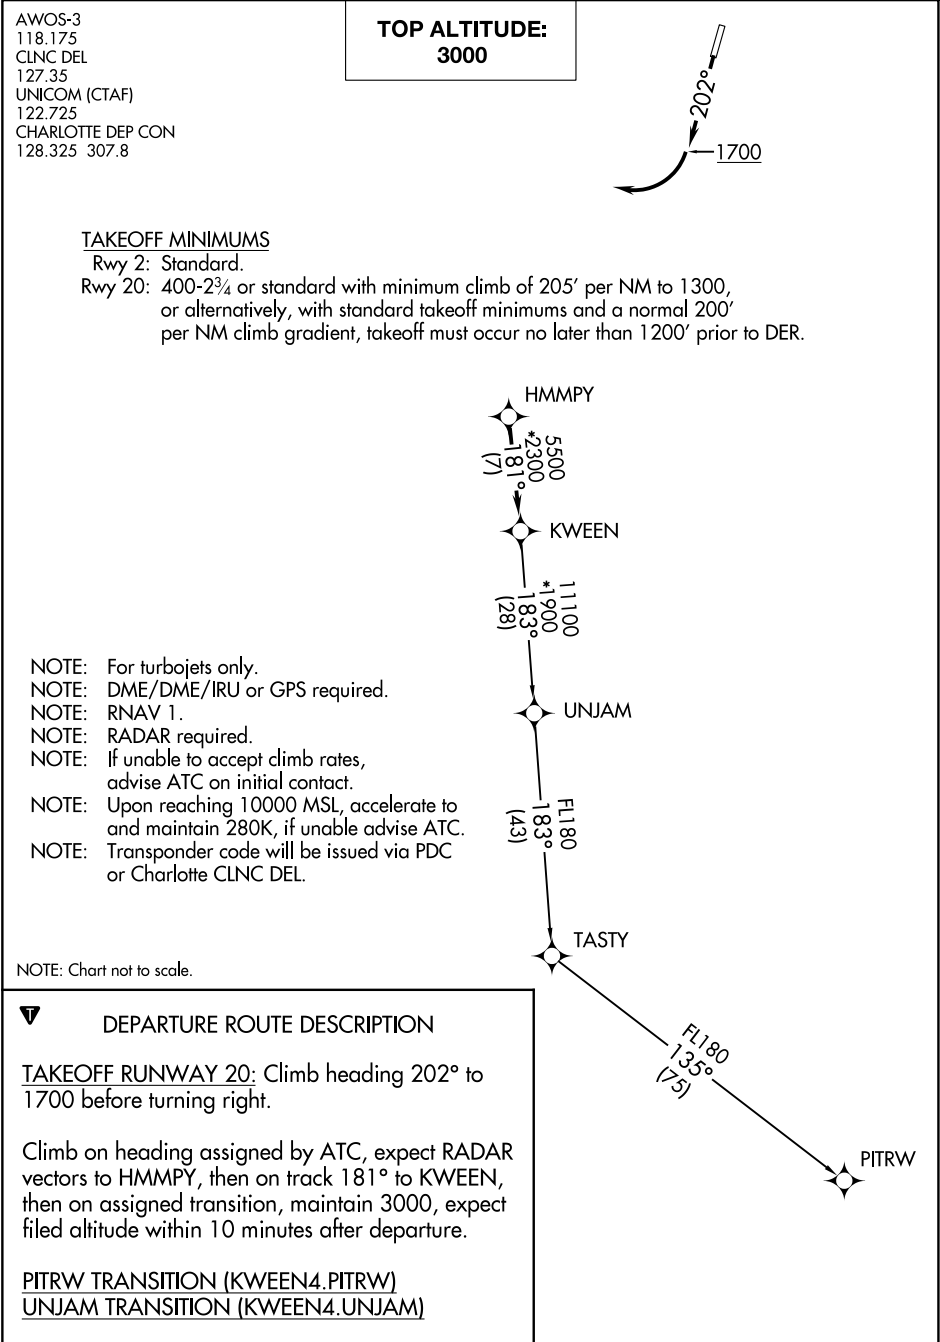 AWOS-3
118.175
CLNC DEL
127.35
UNICOM (CTAF)
122.725
CHARLOTTE DEP CON
128.325 307.8
TOP ALTITUDE:
3000
202°
1700
TAKEOFF MINIMUMS
Rwy 2: Standard.
Rwy 20: 400-2¾ or standard with minimum climb of 205' per NM to 1300,
or alternatively, with standard takeoff minimums and a normal 200'
per NM climb gradient, takeoff must occur no later than 1200' prior to DER.
HMMPY
5500
*2300
181°
(7)
KWEEN
11100
*1900
183°
(28)
UNJAM
FL180
183°
(43)
TASTY
FL180
135°
(75)
PITRW
NOTE: For turbojets only.
NOTE: DME/DME/IRU or GPS required.
NOTE: RNAV 1.
NOTE: RADAR required.
NOTE: If unable to accept climb rates,
advise ATC on initial contact.
NOTE: Upon reaching 10000 MSL, accelerate to
and maintain 280K, if unable advise ATC.
NOTE: Transponder code will be issued via PDC
or Charlotte CLNC DEL.
NOTE: Chart not to scale.
T
DEPARTURE ROUTE DESCRIPTION
TAKEOFF RUNWAY 20: Climb heading 202° to
1700 before turning right.
Climb on heading assigned by ATC, expect RADAR
vectors to HMMPY, then on track 181° to KWEEN,
then on assigned transition, maintain 3000, expect
filed altitude within 10 minutes after departure.
PITRW TRANSITION (KWEEN4.PITRW)
UNJAM TRANSITION (KWEEN4.UNJAM)